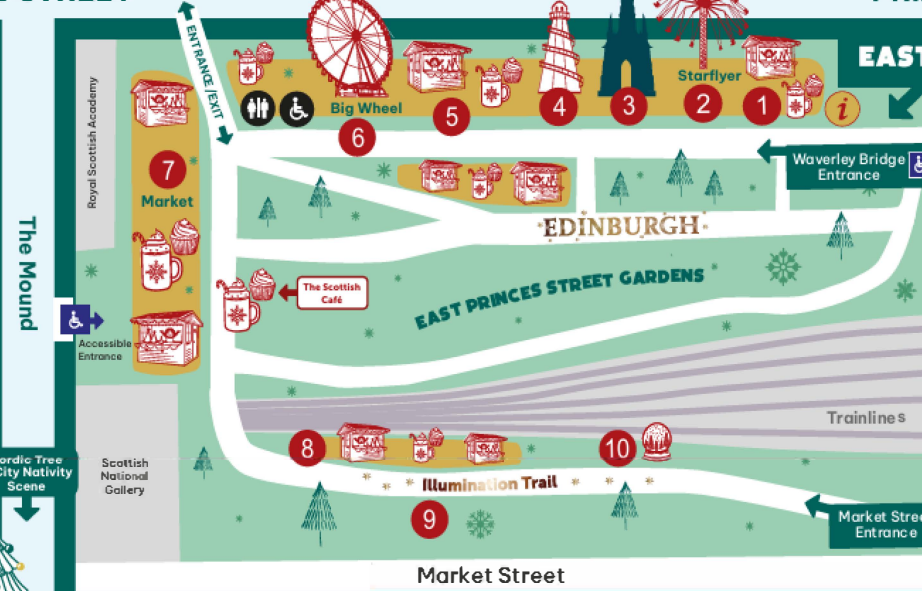 ENTRANCE/EXIT
EAST
Starflyer
Big Wheel
1
2
3
4
5
6
i
Royal Scottish Academy
7
Market
Waverley Bridge
Entrance
EDINBURGH
EAST PRINCES STREET GARDENS
The Scottish
Café
The Mound
Accessible
Entrance
Trainlines
8
10
Scottish
National
Gallery
Tree
City Nativity
Scene
Illumination Trail
9
Market
Entrance
Market Street